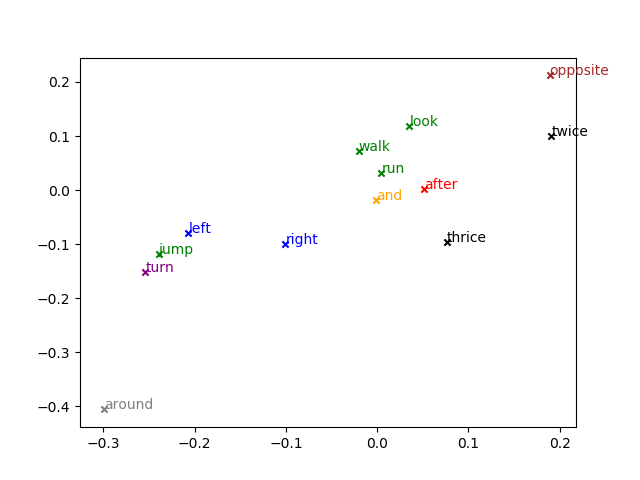 opposite
0.2
twice
look
0.1
walk
run
after
0.0
and
left
right
thrice
−0.1
jump
turn
−0.2
−0.3
around
−0.4
−0.3 −0.2 −0.1 0.0 0.1 0.2